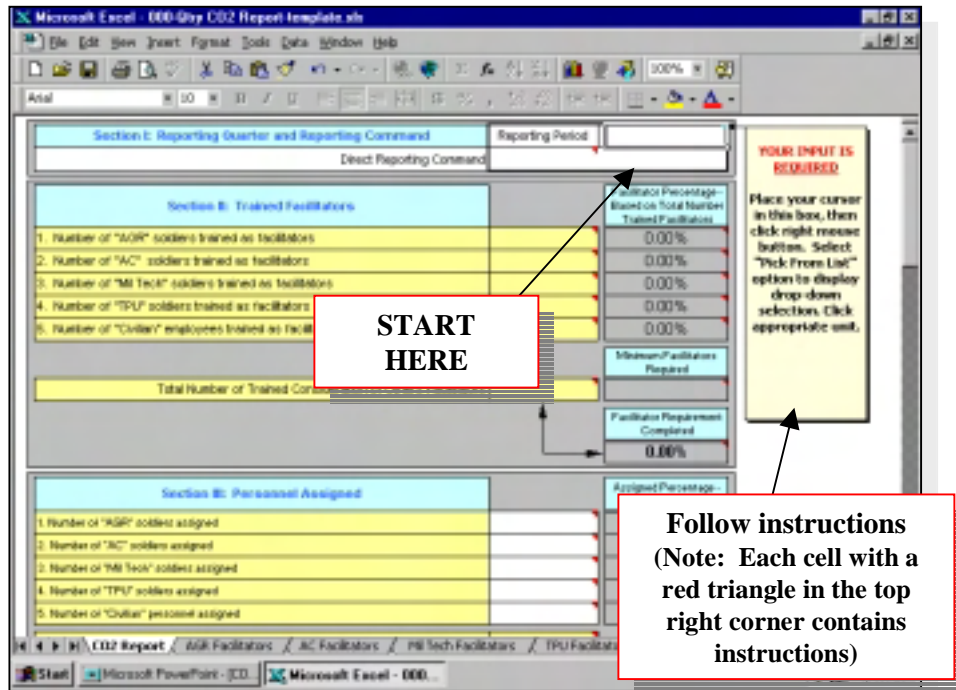 Microsoft Excel - 000-Qtly CO2 Report-template.xls
File Edit View Insert Format Tools Data Window Help
100%
Arial 10 B I U
Section I: Reporting Quarter and Reporting Command
Reporting Period
Direct Reporting Command
Section II: Trained Facilitators
Facilitator Percentage--
Based on Total Number
Trained Facilitators
1. Number of "AGR" soldiers trained as facilitators
0.00%
2. Number of "AC" soldiers trained as facilitators
0.00%
3. Number of "Mil Tech" soldiers trained as facilitators
0.00%
4. Number of "TPU" soldiers trained as facilitators
0.00%
5. Number of "Civilian" employees trained as facilit
0.00%
Minimum Facilitators
Required
Total Number of Trained
Facilitator Requirement
Completed
0.00%
Section III: Personnel Assigned
Assigned Percentage--
1. Number of "AGR" soldiers assigned
2. Number of "AC" soldiers assigned
3. Number of "Mil Tech" soldiers assigned
4. Number of "TPU" soldiers assigned
5. Number of "Civilian" personnel assigned
YOUR INPUT IS
REQUIRED
Place your cursor
in this box, then
click right mouse
button. Select
"Pick From List"
option to display
drop down
selection. Click
appropriate unit.
START
HERE
Follow instructions
(Note: Each cell with a
red triangle in the top
right corner contains
instructions)
CO2 Report / AGR Facilitators / AC Facilitators / Mil Tech Facilitators / TPU Facilitat
Start Microsoft PowerPoint - [CO... Microsoft Excel - 000...